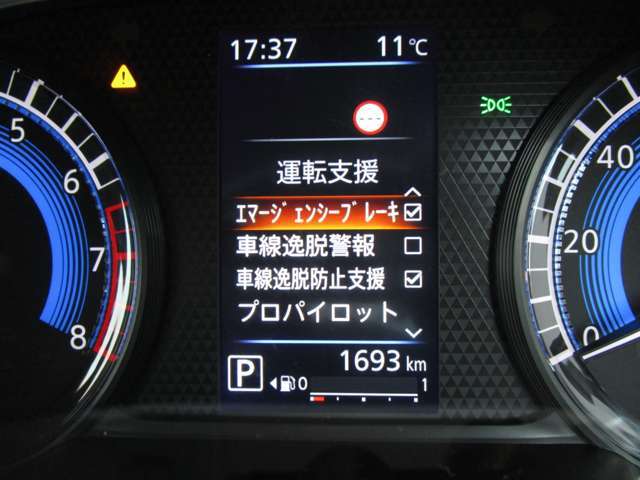 17:37 11°C
---
運転支援
ｴﾏｰｼﾞｪﾝｼｰﾌﾞﾚｰｷ
車線逸脱警報
車線逸脱防止支援
プロパイロット
1693 km
P 0 1
5
6
7
8
40
20
0